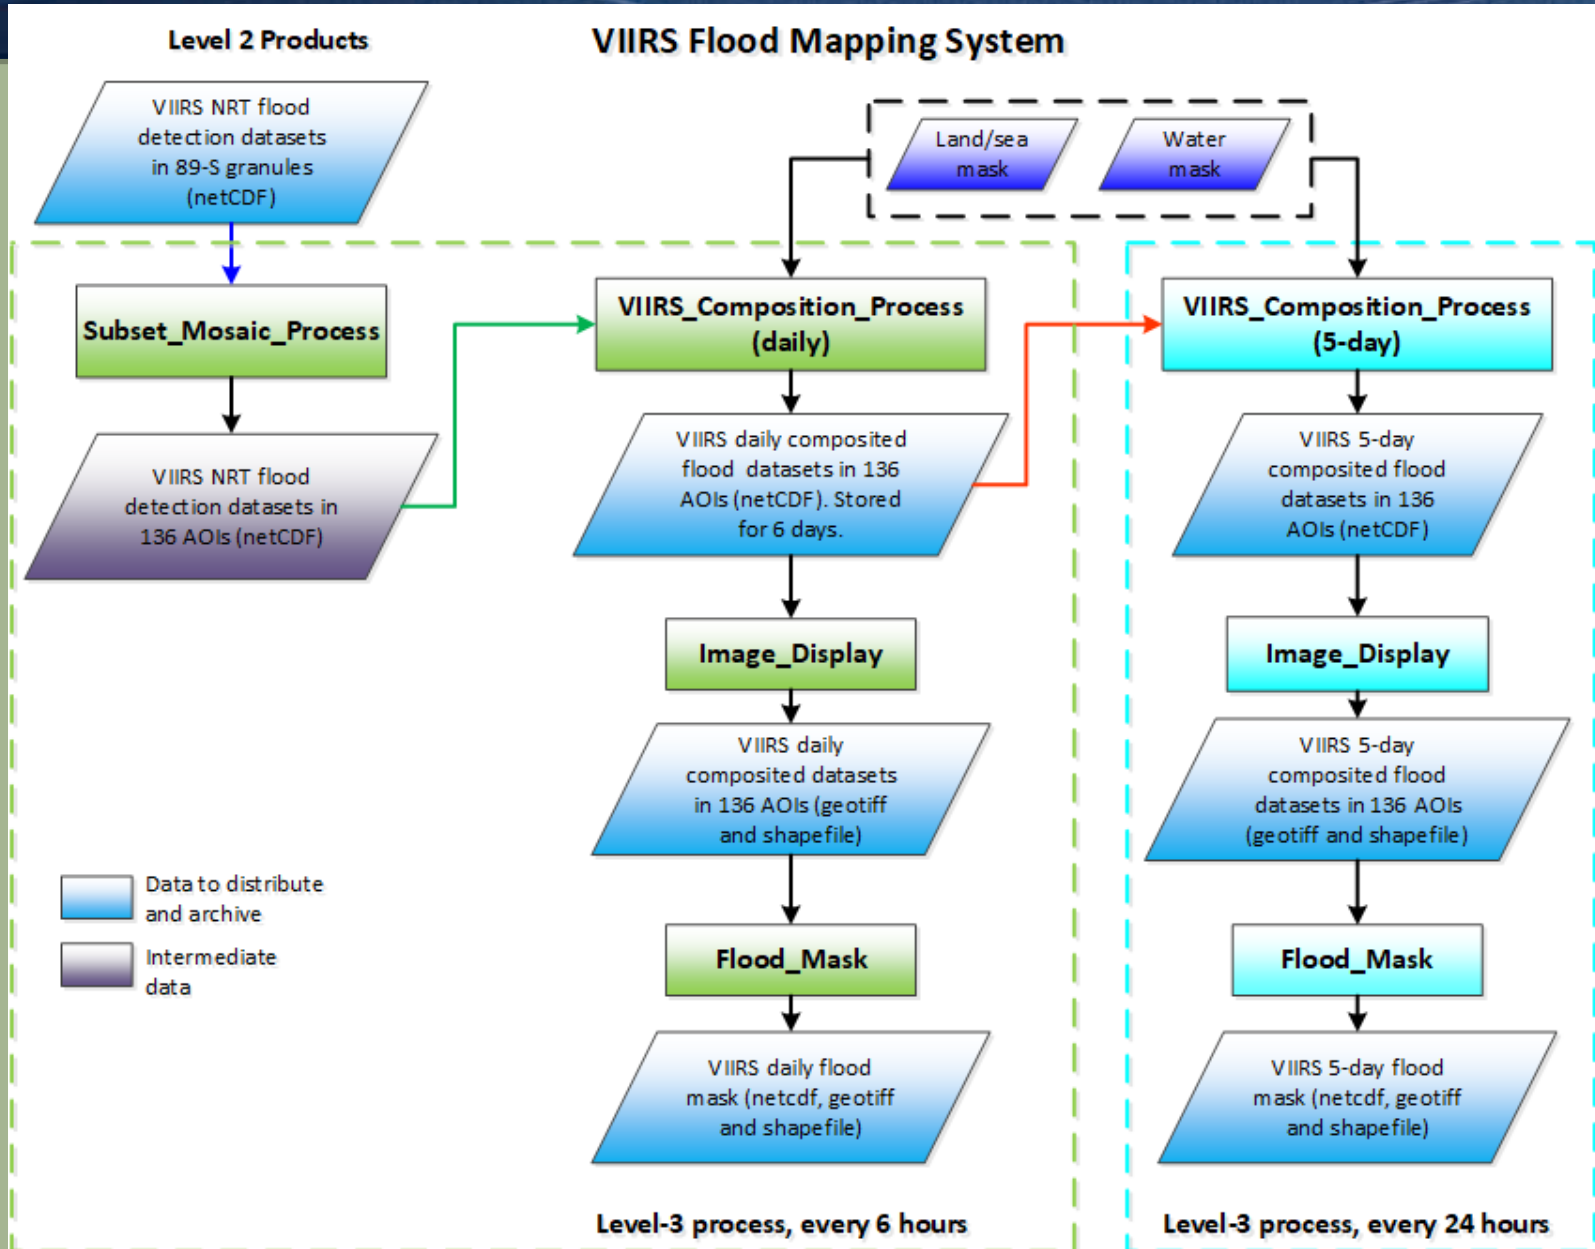 Level 2 Products
VIIRS Flood Mapping System
VIIRS NRT flood
detection datasets
in 89-S granules
(netCDF)
Land/sea
mask
Water
mask
Subset_Mosaic_Process
VIIRS_Composition_Process
(daily)
VIIRS_Composition_Process
(5-day)
VIIRS NRT flood
detection datasets in
136 AOIs (netCDF)
VIIRS daily composited
flood datasets in 136
AOIs (netCDF). Stored
for 6 days.
VIIRS 5-day
composited flood
datasets in 136
AOIs (netCDF)
Image_Display
Image_Display
VIIRS daily
composited datasets
in 136 AOIs (geotiff
and shapefile)
VIIRS 5-day
composited flood
datasets in 136 AOIs
(geotiff and shapefile)
Data to distribute
and archive
Intermediate
data
Flood_Mask
Flood_Mask
VIIRS daily flood
mask (netcdf, geotiff
and shapefile)
VIIRS 5-day flood
mask (netcdf, geotiff
and shapefile)
Level-3 process, every 6 hours
Level-3 process, every 24 hours